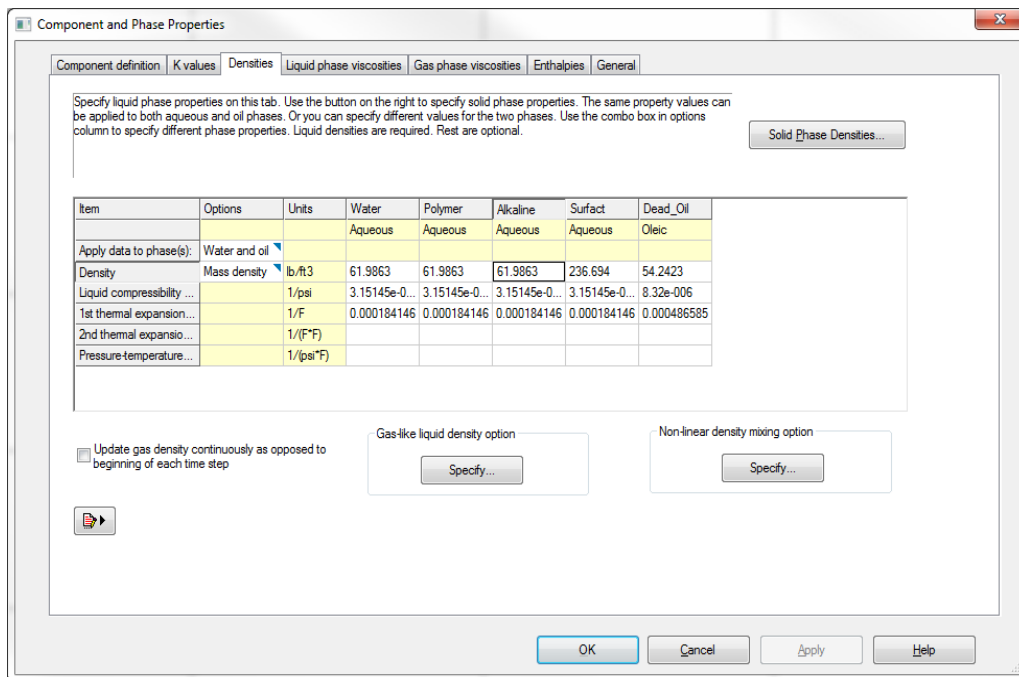 Component and Phase Properties
Component definition K values Densities Liquid phase viscosities Gas phase viscosities Enthalpies General
Specify liquid phase properties on this tab. Use the button on the right to specify solid phase properties. The same property values can
be applied to both aqueous and oil phases. Or you can specify different values for the two phases. Use the combo box in options
column to specify different phase properties. Liquid densities are required. Rest are optional.
Solid Phase Densities...
Item Options Units Water Polymer Alkaline Surfact Dead_Oil
Aqueous Aqueous Aqueous Aqueous Oleic
Apply data to phase(s): Water and oil
Density Mass density lb/ft3 61.9863 61.9863 61.9863 236.694 54.2423
Liquid compressibility ... 1/psi 3.15145e-0... 3.15145e-0... 3.15145e-0... 3.15145e-0... 8.32e-006
1st thermal expansion... 1/F 0.000184146 0.000184146 0.000184146 0.000184146 0.000486585
2nd thermal expansio... 1/(F*F)
Pressure-temperature... 1/(psi*F)
Update gas density continuously as opposed to
beginning of each time step
Gas-like liquid density option
Specify...
Non-linear density mixing option
Specify...
OK Cancel Apply Help